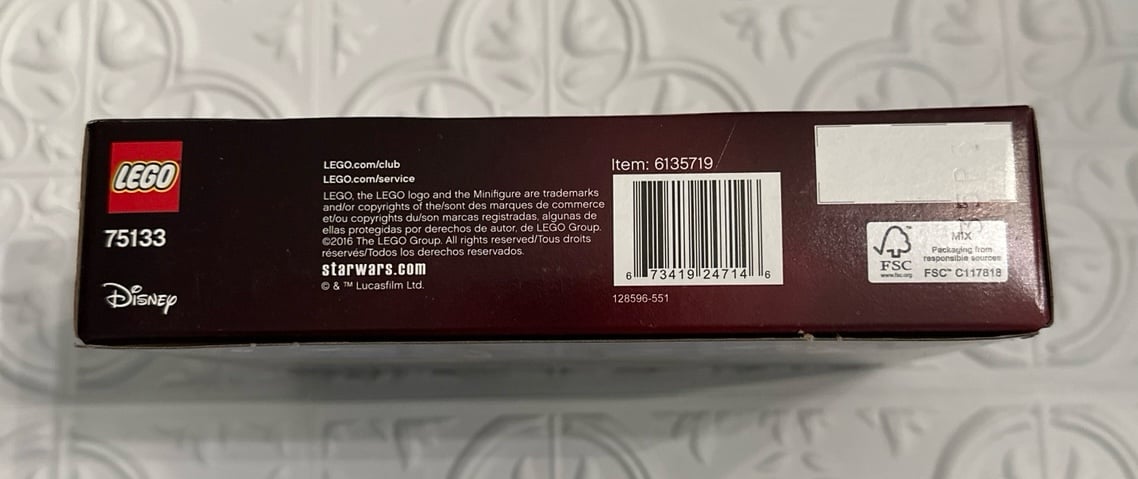 LEGO
75133
Disney
LEGO.com/club
LEGO.com/service
LEGO, the LEGO logo and the Minifigure are trademarks
and/or copyrights of the/sont des marques de commerce
et/ou copyrights du/son marcas registradas, algunas de
ellas protegidas por derechos de autor, de LEGO Group.
©2016 The LEGO Group. All rights reserved/Tous droits
réservés/Todos los derechos reservados.
starwars.com
© & ™ Lucasfilm Ltd.
Item: 6135719
6 73419 24714 6
128596-551
FSC™
www.fsc.org
MIX
Packaging from
responsible sources
FSC™ C117818